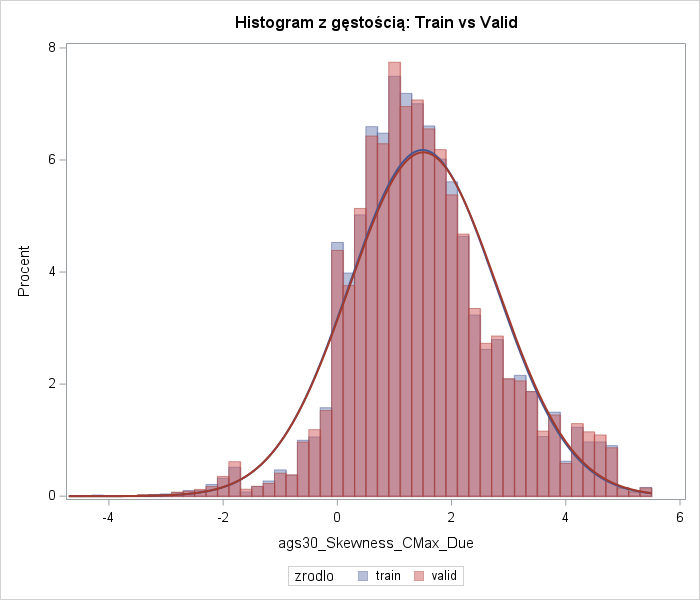 Histogram z gęstością: Train vs Valid
8
6
4
2
0
Procent
-4 -2 0 2 4 6
ags30_Skewness_CMax_Due
zrodlo train valid